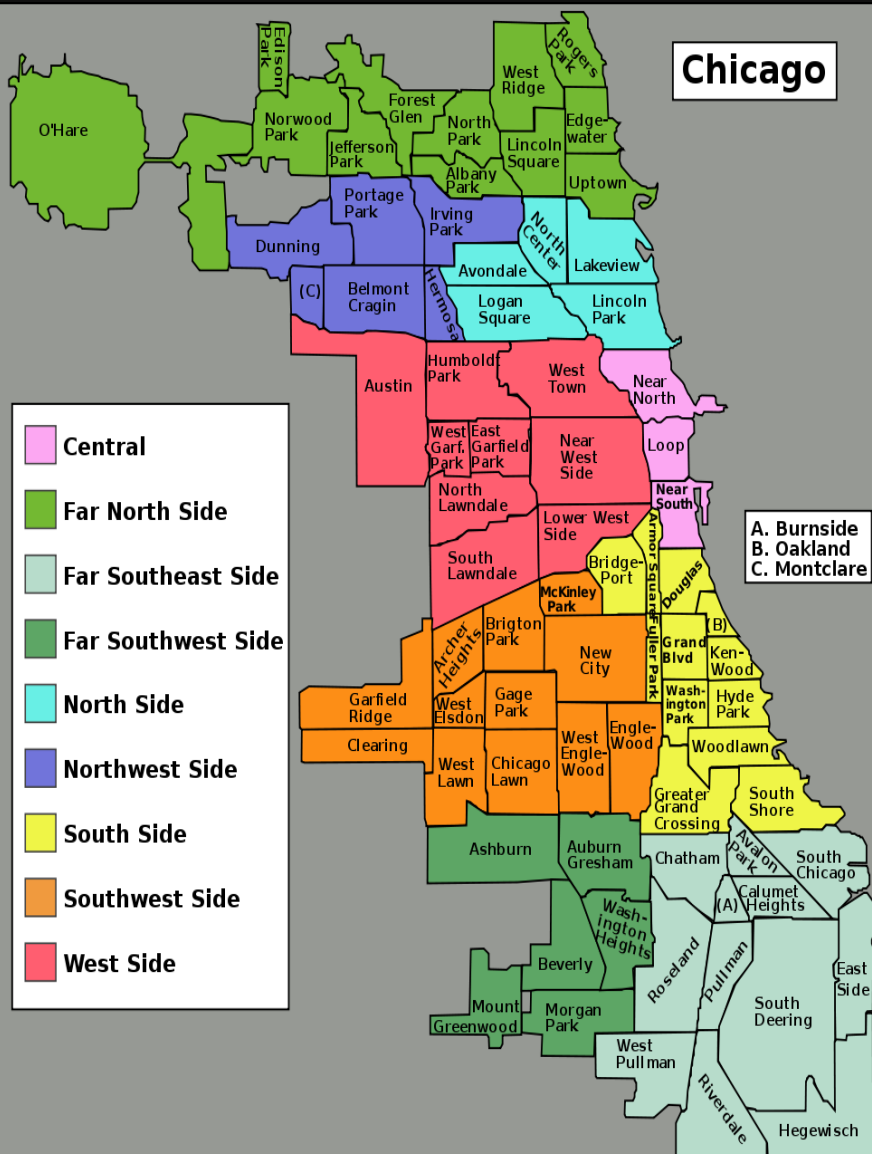 Chicago
Edison
Park
Rogers
Park
West
Ridge
O'Hare
Norwood
Park
Forest
Glen
North
Park
Edge-
water
Jefferson
Park
Lincoln
Square
Albany
Park
Uptown
Portage
Park
Irving
Park
North
Center
Dunning
Avondale
Lakeview
(C)
Belmont
Cragin
Hermosa
Logan
Square
Lincoln
Park
Austin
Humboldt
Park
West
Town
Near
North
West
Garf.
Park
East
Garfield
Park
Near
West
Side
Loop
North
Lawndale
Near
South
Lower West
Side
Armor Square
South
Lawndale
Bridge-
Port
Douglas
McKinley
Park
(B)
Archer
Heights
Brigton
Park
New
City
Fuller Park
Grand
Blvd
Ken-
Wood
Garfield
Ridge
West
Elsdon
Gage
Park
Wash-
ington
Park
Hyde
Park
Clearing
West
Lawn
Chicago
Lawn
West
Engle-
Wood
Engle-
Wood
Woodlawn
Greater
Grand
Crossing
South
Shore
Ashburn
Auburn
Gresham
Chatham
Avalon
Park
South
Chicago
(A)
Calumet
Heights
Wash-
ington
Heights
Beverly
Roseland
Pullman
East
Side
Mount
Greenwood
Morgan
Park
South
Deering
West
Pullman
Riverdale
Hegewisch
Central
Far North Side
Far Southeast Side
Far Southwest Side
North Side
Northwest Side
South Side
Southwest Side
West Side
A. Burnside
B. Oakland
C. Montclare